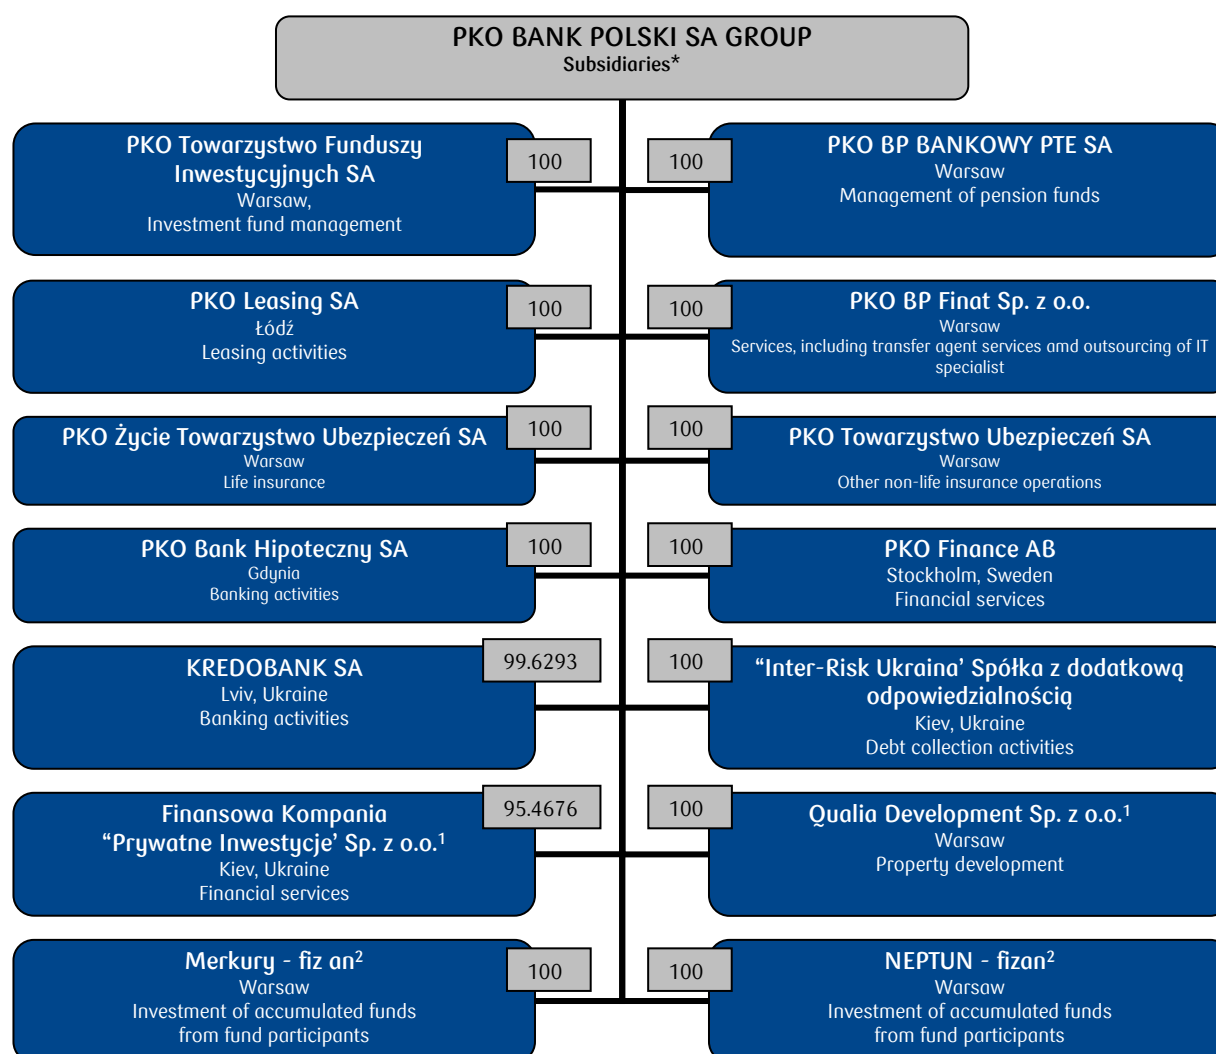 PKO BANK POLSKI SA GROUP
Subsidiaries*
PKO Towarzystwo Funduszy
Inwestycyjnych SA
Warsaw,
Investment fund management
100
100
PKO BP BANKOWY PTE SA
Warsaw
Management of pension funds
PKO Leasing SA
Łódź
Leasing activities
100
100
PKO BP Finat Sp. z o.o.
Warsaw
Services, including transfer agent services amd outsourcing of IT
specialist
PKO Życie Towarzystwo Ubezpieczeń SA
Warsaw
Life insurance
100
100
PKO Towarzystwo Ubezpieczeń SA
Warsaw
Other non-life insurance operations
PKO Bank Hipoteczny SA
Gdynia
Banking activities
100
100
PKO Finance AB
Stockholm, Sweden
Financial services
KREDOBANK SA
Lviv, Ukraine
Banking activities
99.6293
100
“Inter-Risk Ukraina’ Spółka z dodatkową
odpowiedzialnością
Kiev, Ukraine
Debt collection activities
Finansowa Kompania
“Prywatne Inwestycje’ Sp. z o.o.¹
Kiev, Ukraine
Financial services
95.4676
100
Qualia Development Sp. z o.o.¹
Warsaw
Property development
Merkury - fiz an²
Warsaw
Investment of accumulated funds
from fund participants
100
100
NEPTUN - fizan²
Warsaw
Investment of accumulated funds
from fund participants